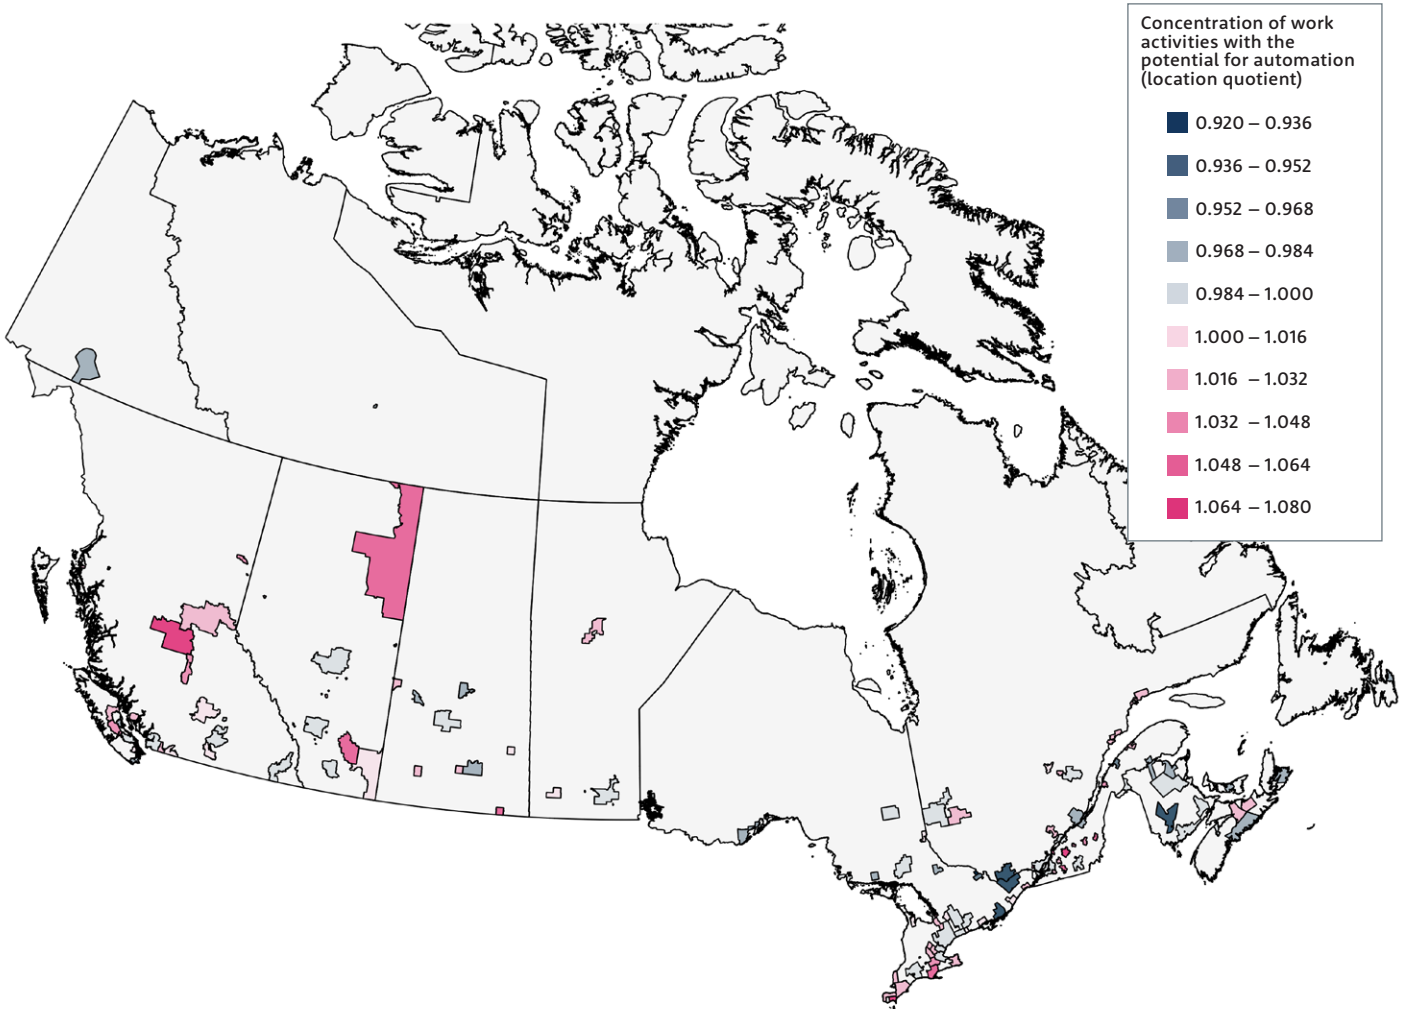 Concentration of work
activities with the
potential for automation
(location quotient)
0.920 – 0.936
0.936 – 0.952
0.952 – 0.968
0.968 – 0.984
0.984 – 1.000
1.000 – 1.016
1.016 – 1.032
1.032 – 1.048
1.048 – 1.064
1.064 – 1.080